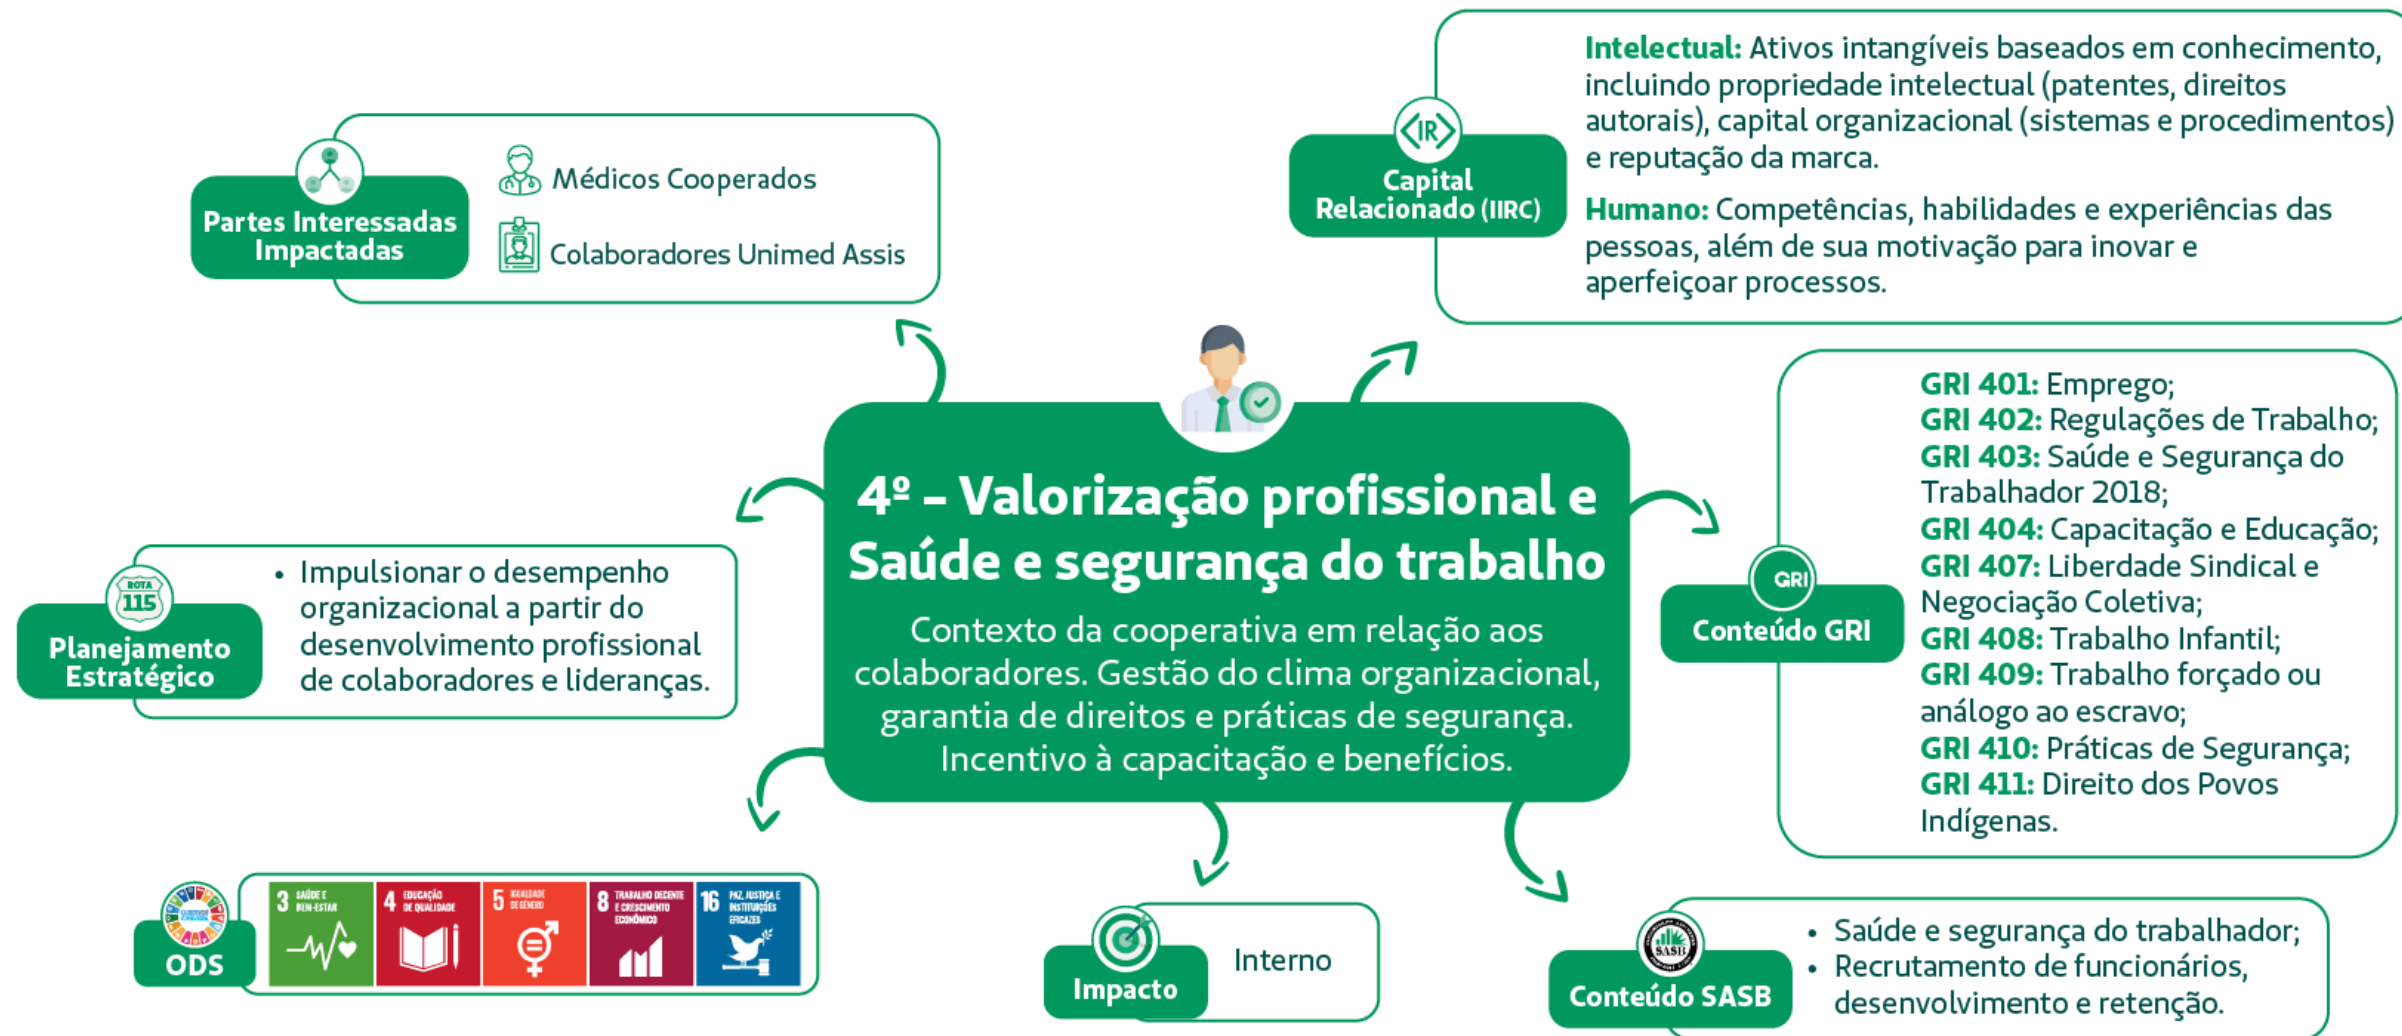 Partes Interessadas
Impactadas
Médicos Cooperados
Colaboradores Unimed Assis
IR
Capital
Relacionado (IIRC)
Intelectual: Ativos intangíveis baseados em conhecimento,
incluindo propriedade intelectual (patentes, direitos
autorais), capital organizacional (sistemas e procedimentos)
e reputação da marca.
Humano: Competências, habilidades e experiências das
pessoas, além de sua motivação para inovar e
aperfeiçoar processos.
4º – Valorização profissional e
Saúde e segurança do trabalho
Contexto da cooperativa em relação aos
colaboradores. Gestão do clima organizacional,
garantia de direitos e práticas de segurança.
Incentivo à capacitação e benefícios.
ROTA
115
Planejamento
Estratégico
• Impulsionar o desempenho
organizacional a partir do
desenvolvimento profissional
de colaboradores e lideranças.
GRI
Conteúdo GRI
GRI 401: Emprego;
GRI 402: Regulações de Trabalho;
GRI 403: Saúde e Segurança do
Trabalhador 2018;
GRI 404: Capacitação e Educação;
GRI 407: Liberdade Sindical e
Negociação Coletiva;
GRI 408: Trabalho Infantil;
GRI 409: Trabalho forçado ou
análogo ao escravo;
GRI 410: Práticas de Segurança;
GRI 411: Direito dos Povos
Indígenas.
ODS
3 SAÚDE E
BEM-ESTAR
4 EDUCAÇÃO
DE QUALIDADE
5 IGUALDADE
DE GÊNERO
8 TRABALHO DECENTE
E CRESCIMENTO
ECONÔMICO
16 PAZ, JUSTIÇA E
INSTITUIÇÕES
EFICAZES
Impacto
Interno
SASB
Conteúdo SASB
• Saúde e segurança do trabalhador;
• Recrutamento de funcionários,
desenvolvimento e retenção.